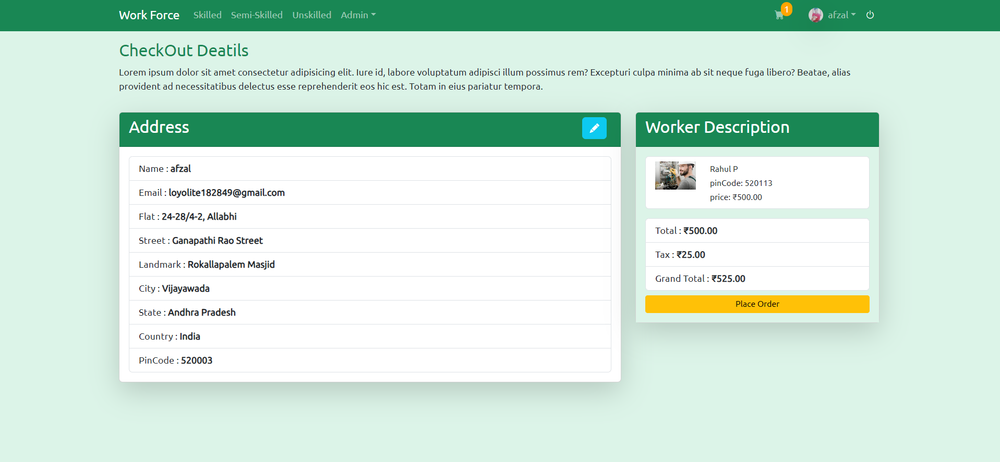 Work Force Skilled Semi-Skilled Unskilled Admin 1 afzal
CheckOut Deatils
Lorem ipsum dolor sit amet consectetur adipisicing elit. Iure id, labore voluptatum adipisci illum possimus rem? Excepturi culpa minima ab sit neque fuga libero? Beatae, alias
provident ad necessitatibus delectus esse reprehenderit eos hic est. Totam in eius pariatur tempora.
Address
Name : afzal
Email : loyolite182849@gmail.com
Flat : 24-28/4-2, Allabhi
Street : Ganapathi Rao Street
Landmark : Rokallapalem Masjid
City : Vijayawada
State : Andhra Pradesh
Country : India
PinCode : 520003
Worker Description
Rahul P
pinCode: 520113
price: ₹500.00
Total : ₹500.00
Tax : ₹25.00
Grand Total : ₹525.00
Place Order